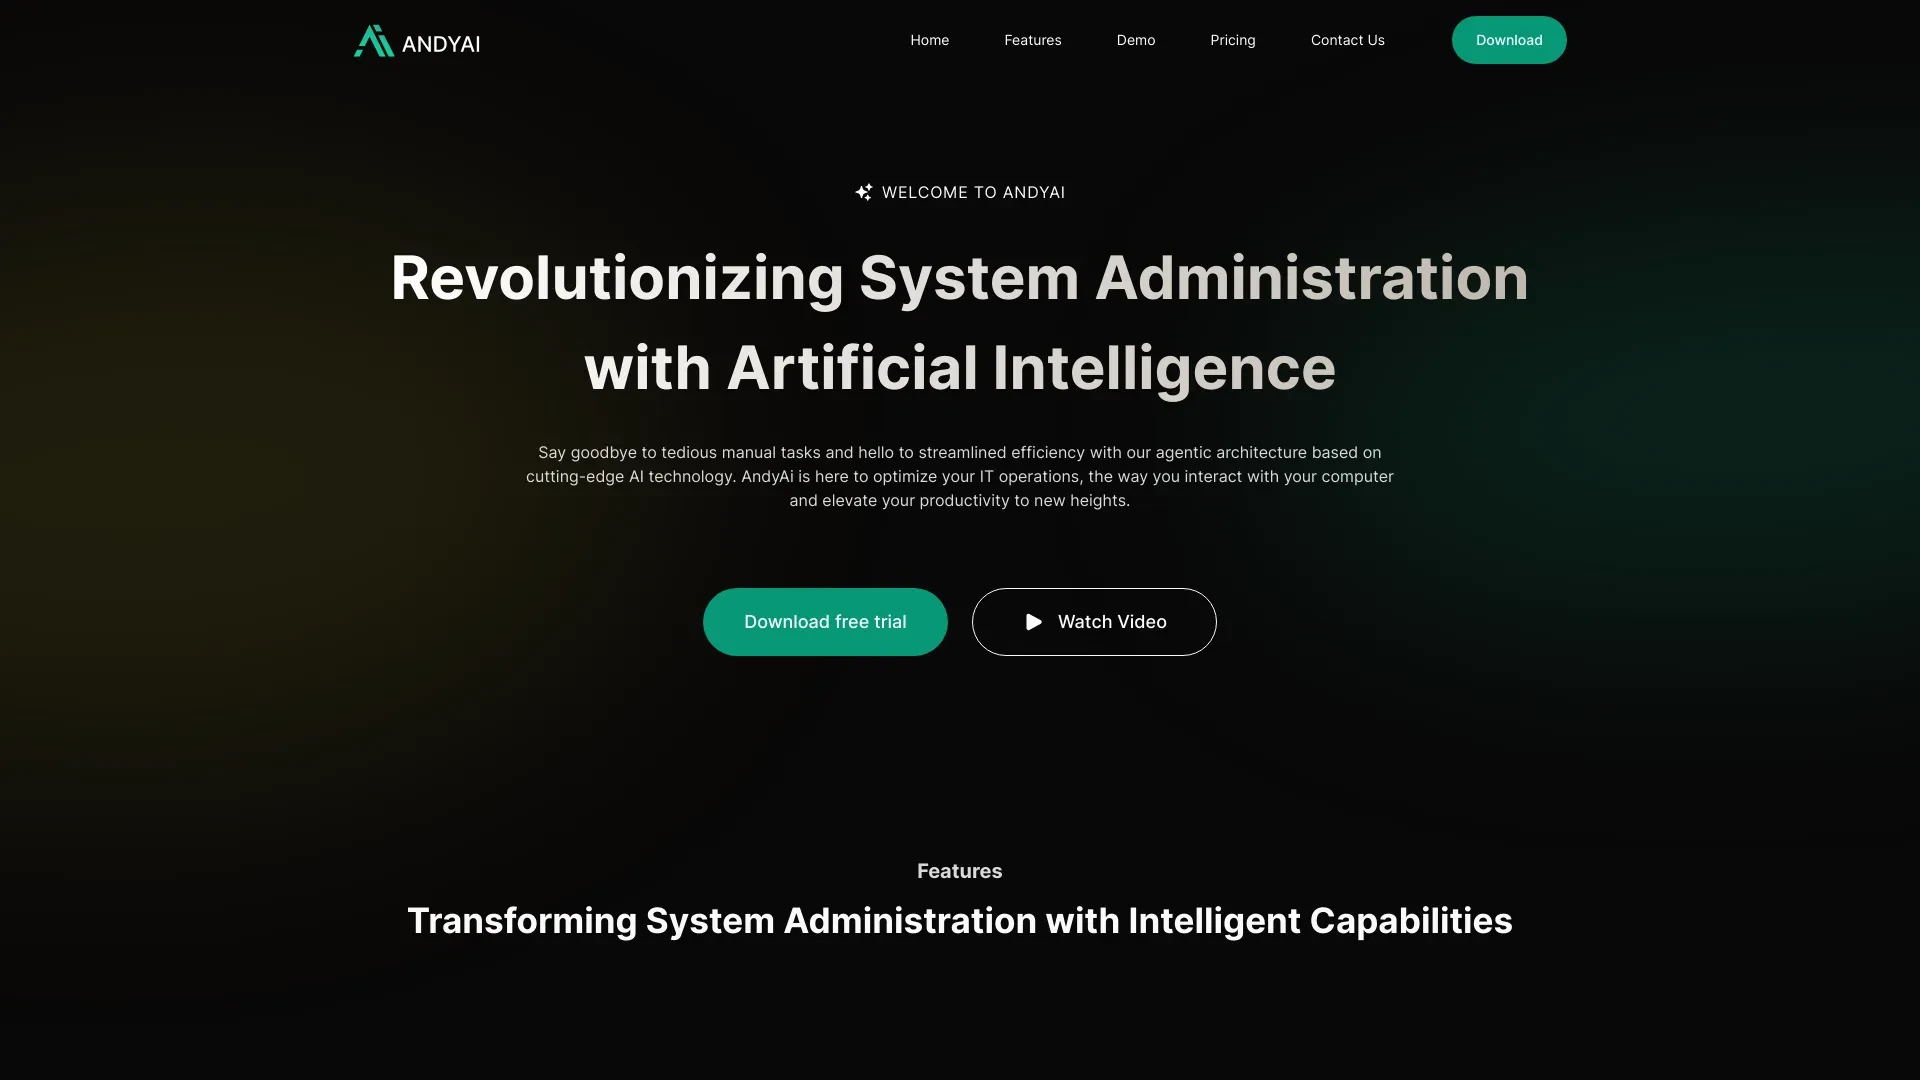 ANDYAI
Home
Features
Demo
Pricing
Contact Us
Download
WELCOME TO ANDYAI
Revolutionizing System Administration
with Artificial Intelligence
Say goodbye to tedious manual tasks and hello to streamlined efficiency with our agentic architecture based on
cutting-edge AI technology. AndyAi is here to optimize your IT operations, the way you interact with your computer
and elevate your productivity to new heights.
Download free trial
Watch Video
Features
Transforming System Administration with Intelligent Capabilities